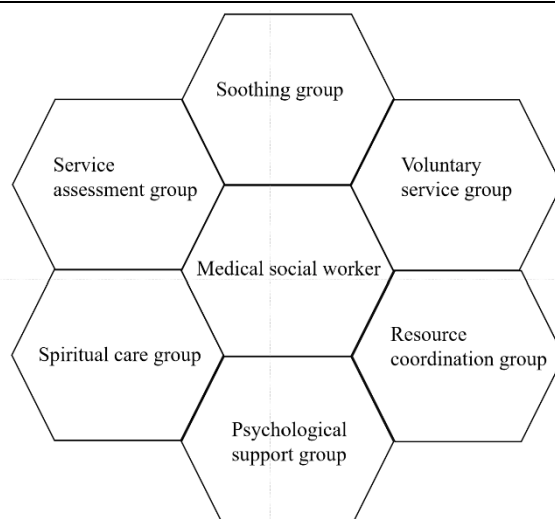 Soothing group
Service
assessment group
Voluntary
service group
Medical social worker
Spiritual care group
Resource
coordination group
Psychological
support group